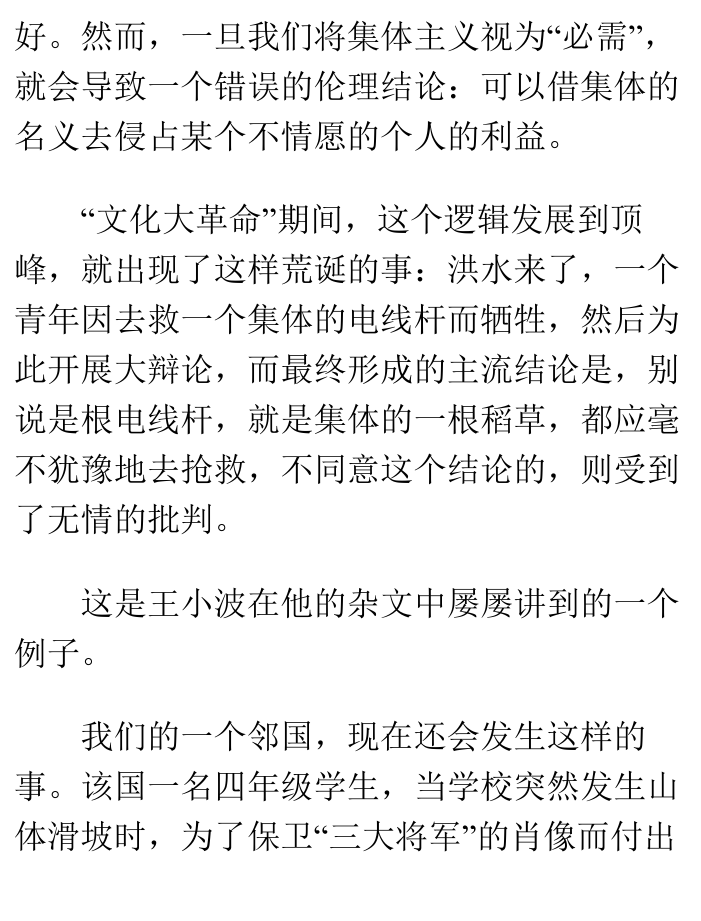 好。然而，一旦我们将集体主义视为“必需”，
就会导致一个错误的伦理结论：可以借集体的
名义去侵占某个不情愿的个人的利益。
“文化大革命”期间，这个逻辑发展到顶
峰，就出现了这样荒诞的事：洪水来了，一个
青年因去救一个集体的电线杆而牺牲，然后为
此开展大辩论，而最终形成的主流结论是，别
说是根电线杆，就是集体的一根稻草，都应毫
不犹豫地去抢救，不同意这个结论的，则受到
了无情的批判。
这是王小波在他的杂文中屡屡讲到的一个
例子。
我们的一个邻国，现在还会发生这样的
事。该国一名四年级学生，当学校突然发生山
体滑坡时，为了保卫“三大将军”的肖像而付出